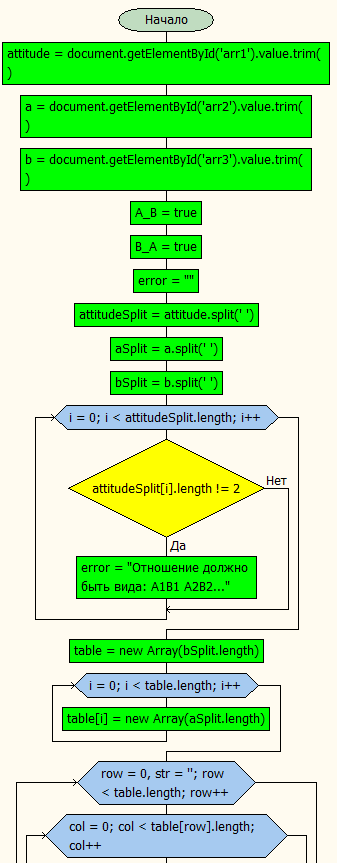 Начало
attitude = document.getElementById('arr1').value.trim(
)
a = document.getElementById('arr2').value.trim(
)
b = document.getElementById('arr3').value.trim(
)
A_B = true
B_A = true
error = ""
attitudeSplit = attitude.split(' ')
aSplit = a.split(' ')
bSplit = b.split(' ')
i = 0; i < attitudeSplit.length; i++
attitudeSplit[i].length != 2
Нет
Да
error = "Отношение должно
быть вида: A1B1 A2B2..."
table = new Array(bSplit.length)
i = 0; i < table.length; i++
table[i] = new Array(aSplit.length)
row = 0, str = ''; row
< table.length; row++
col = 0; col < table[row].length;
col++